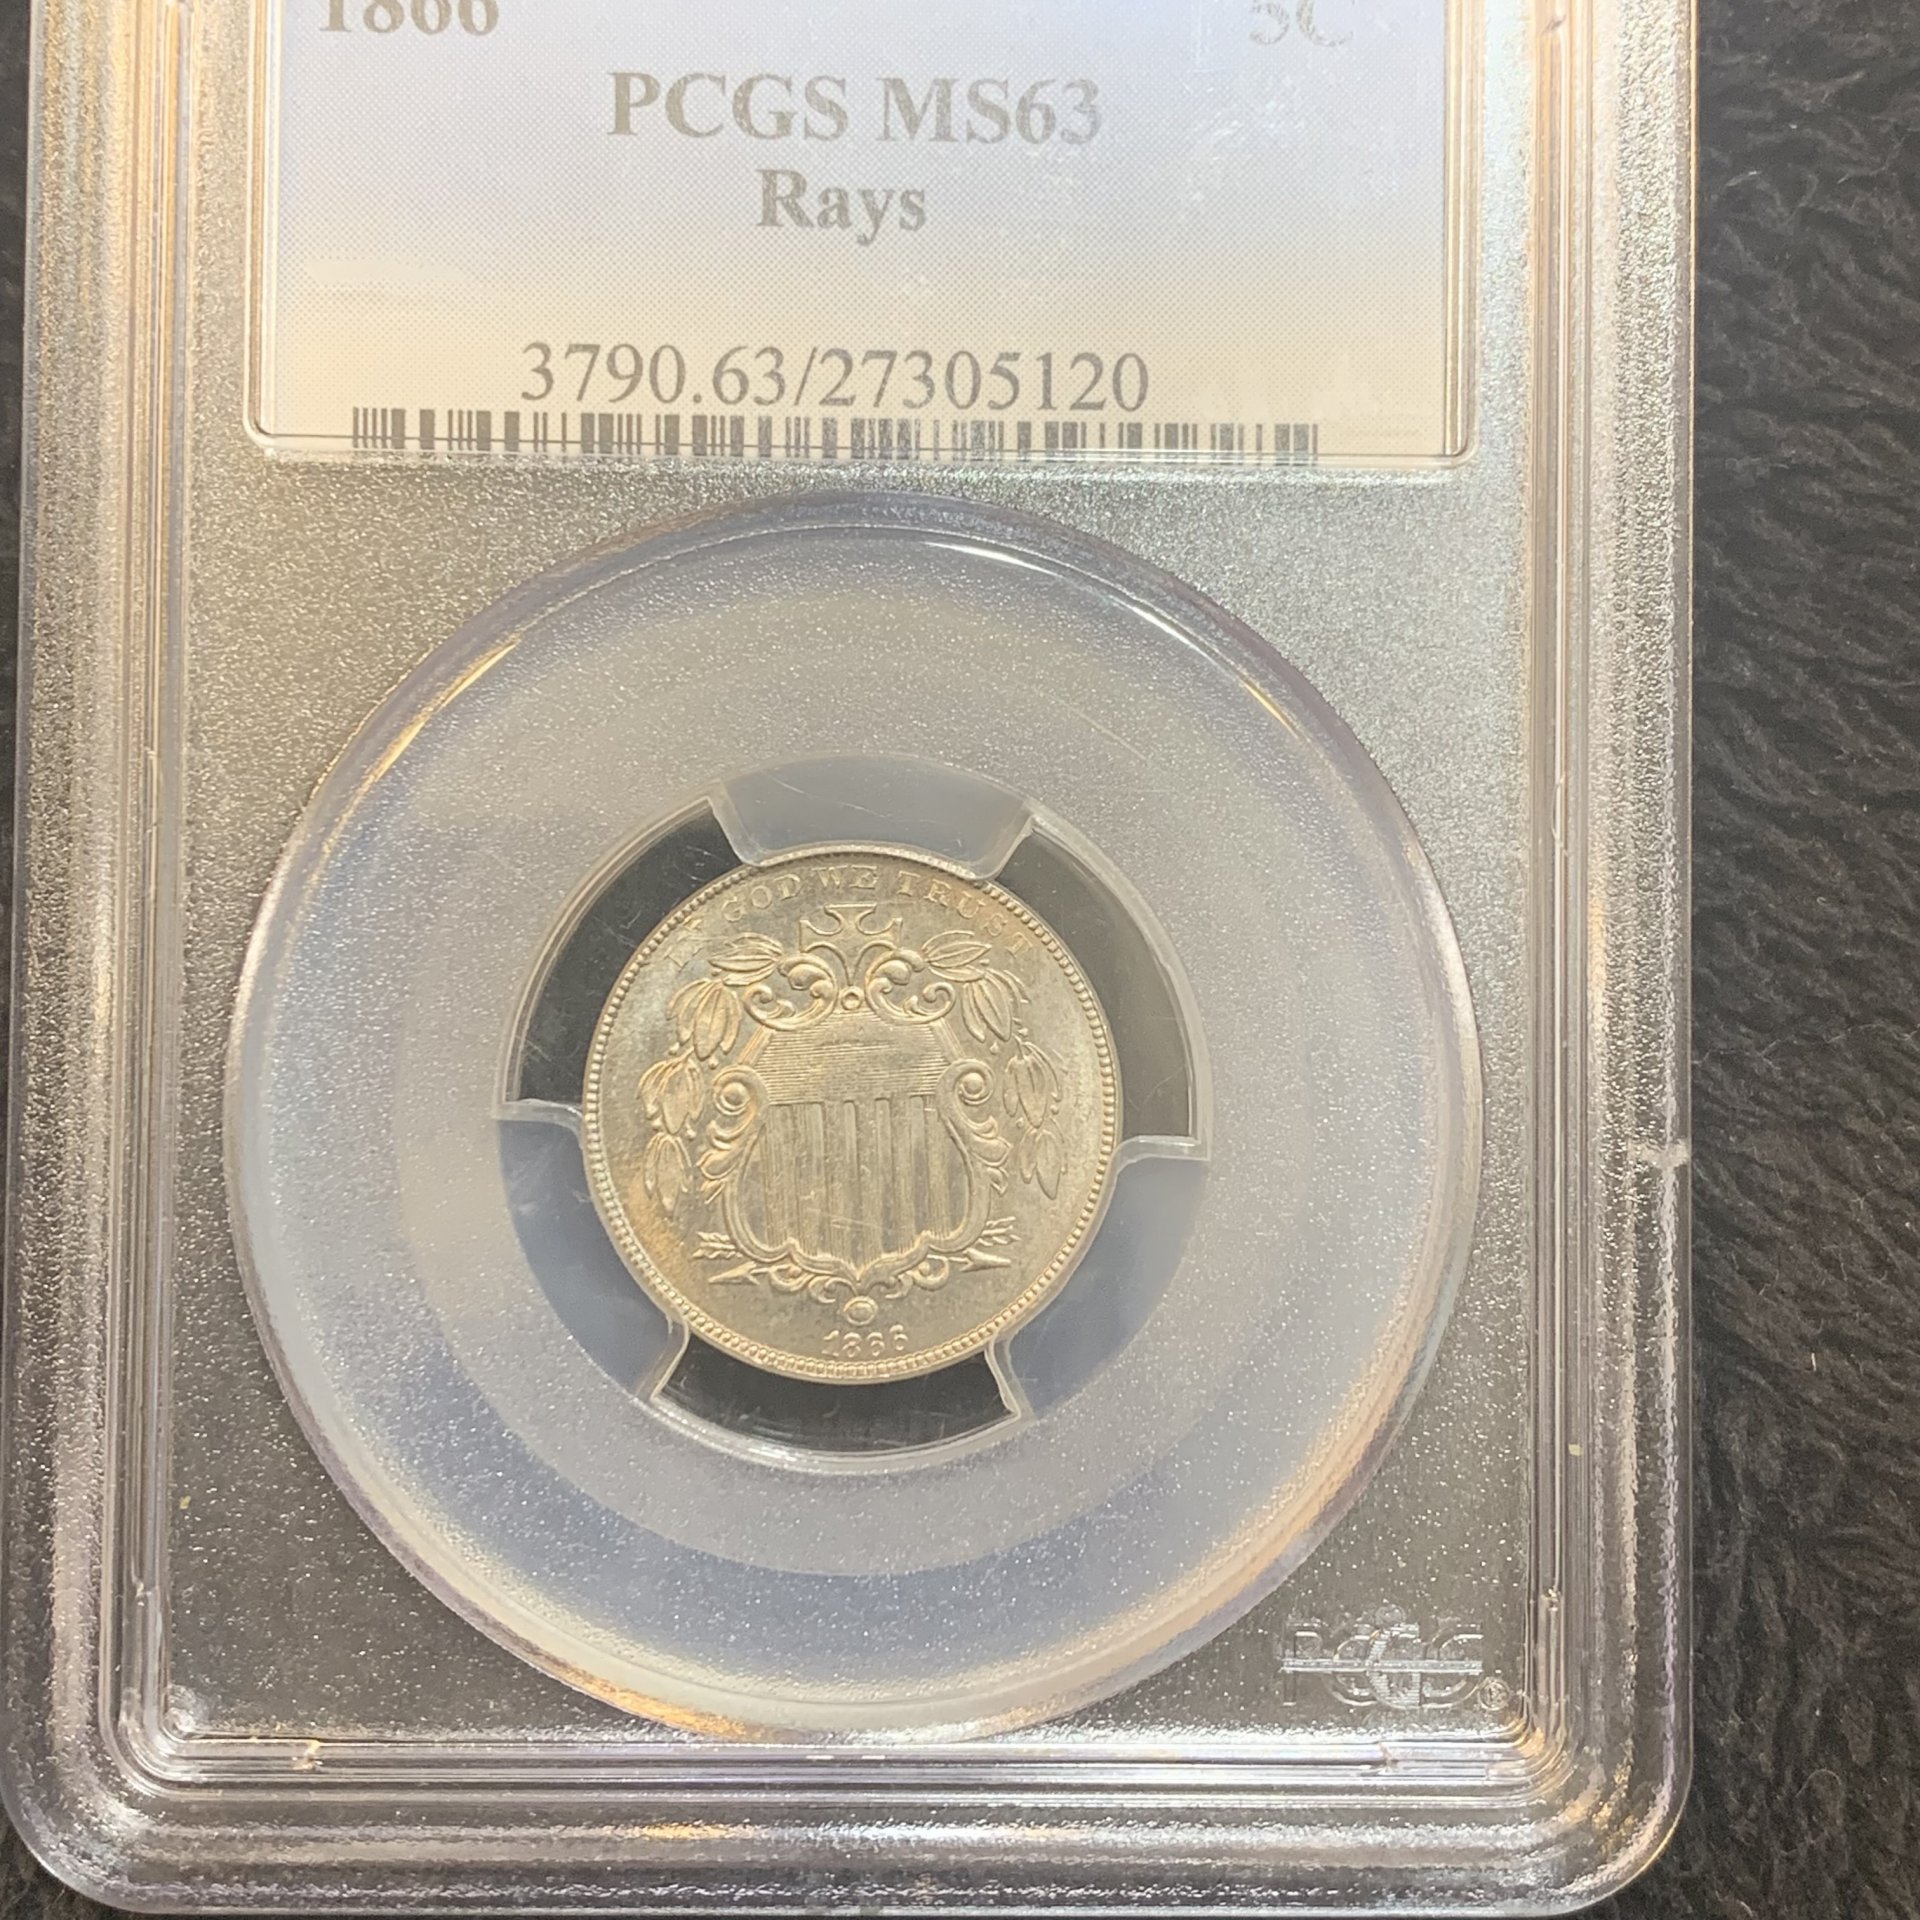 1866 5C
PCGS MS63
Rays
3790.63/27305120
IN GOD WE TRUST
1866
PCGS®